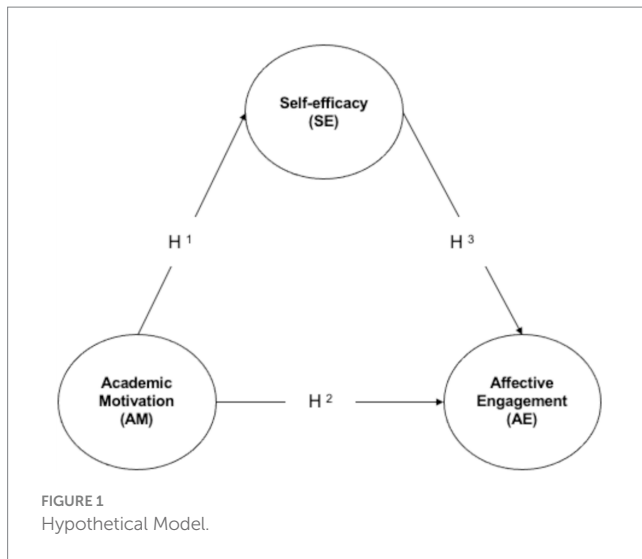 Self-efficacy
(SE)
H 1
H 3
Academic
Motivation
(AM)
H 2
Affective
Engagement
(AE)
FIGURE 1
Hypothetical Model.